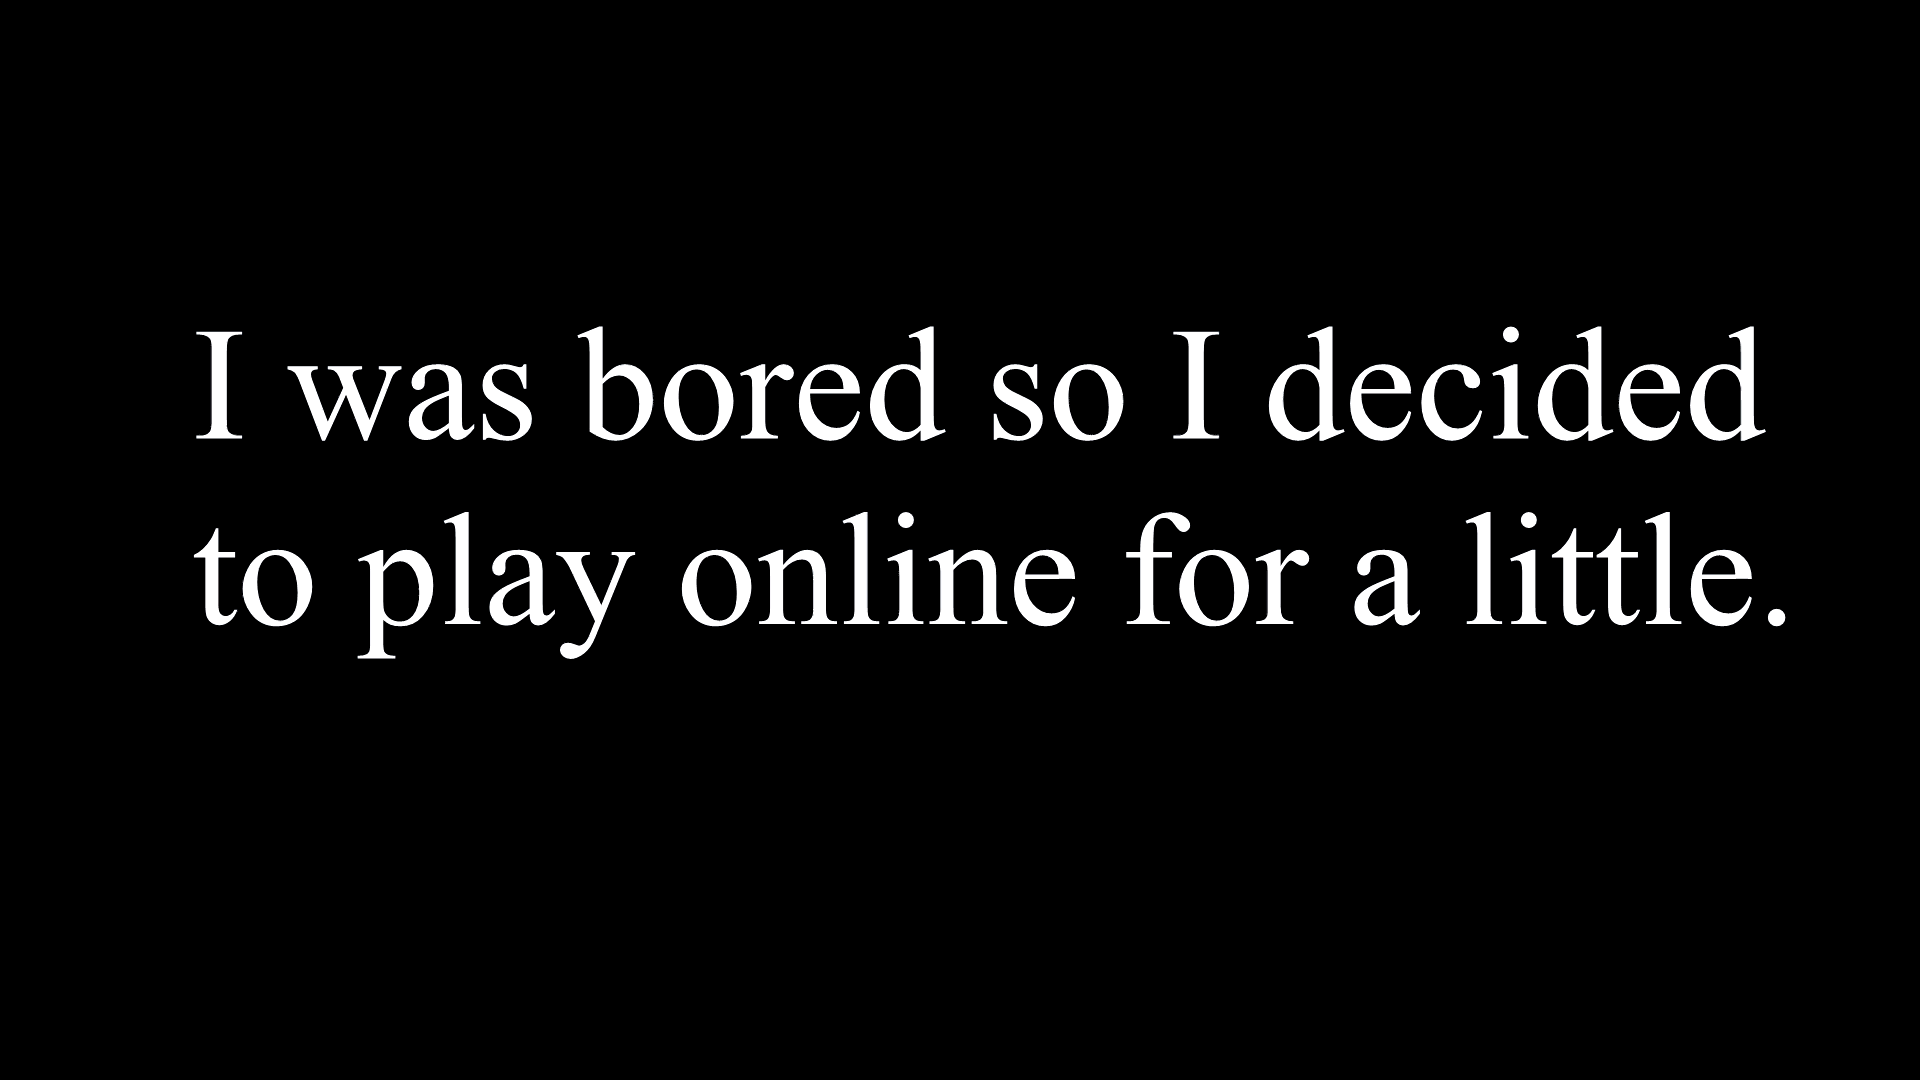 I was bored so I decided
to play online for a little.